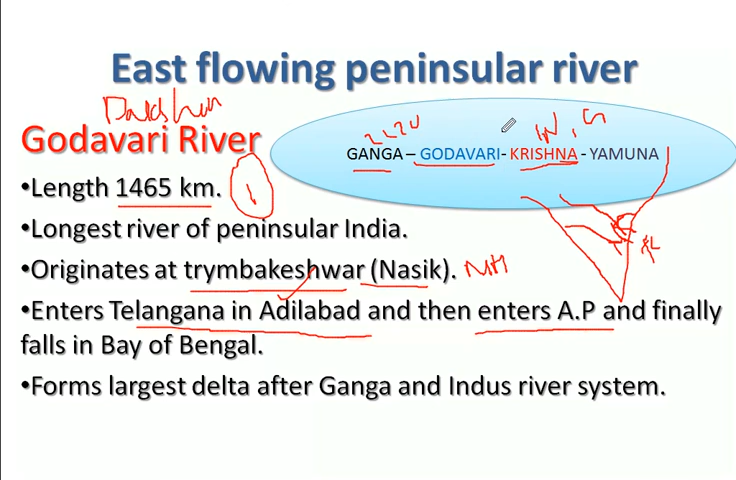 East flowing peninsular river
Godavari River
GANGA – GODAVARI- KRISHNA - YAMUNA
•Length 1465 km.
•Longest river of peninsular India.
•Originates at trymbakeshwar (Nasik).
•Enters Telangana in Adilabad and then enters A.P and finally
falls in Bay of Bengal.
•Forms largest delta after Ganga and Indus river system.